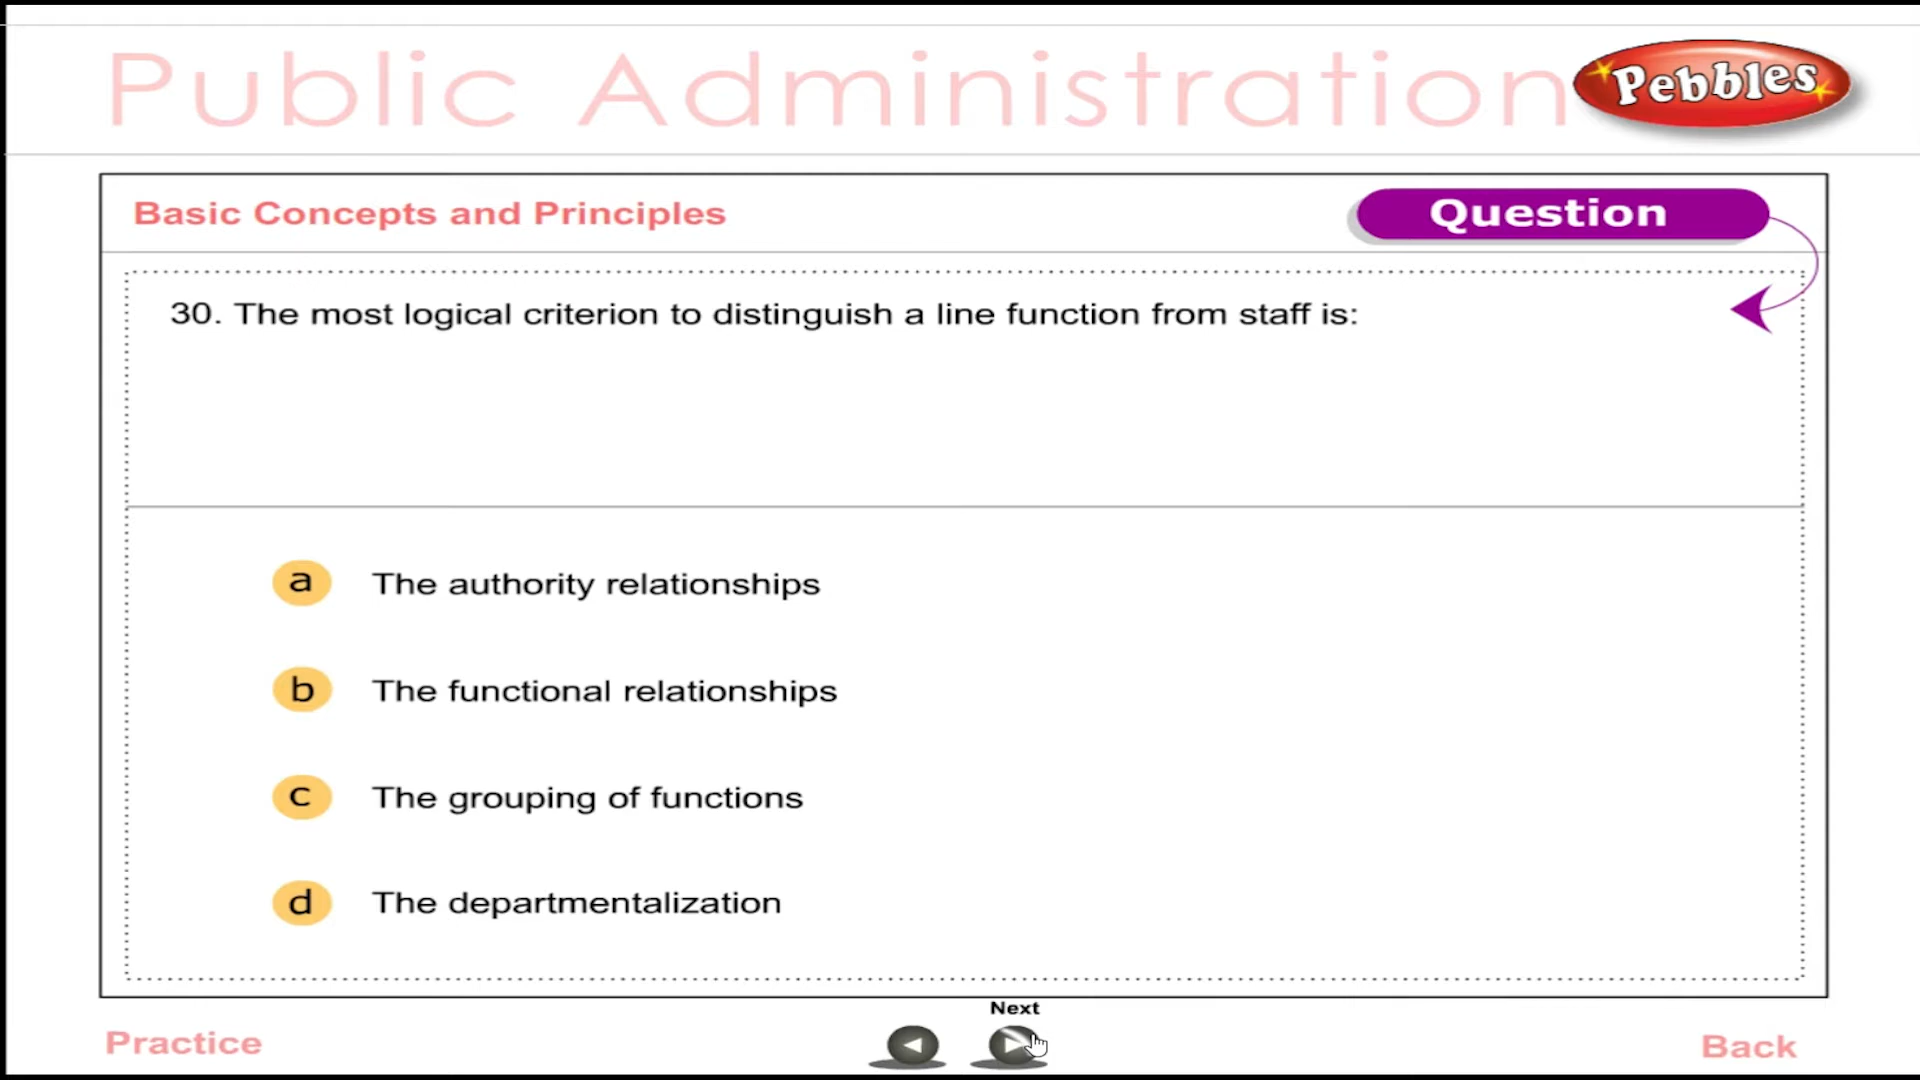 Public Administration
Pebbles
Basic Concepts and Principles
Question
30. The most logical criterion to distinguish a line function from staff is:
a The authority relationships
b The functional relationships
c The grouping of functions
d The departmentalization
Next
Practice
Back